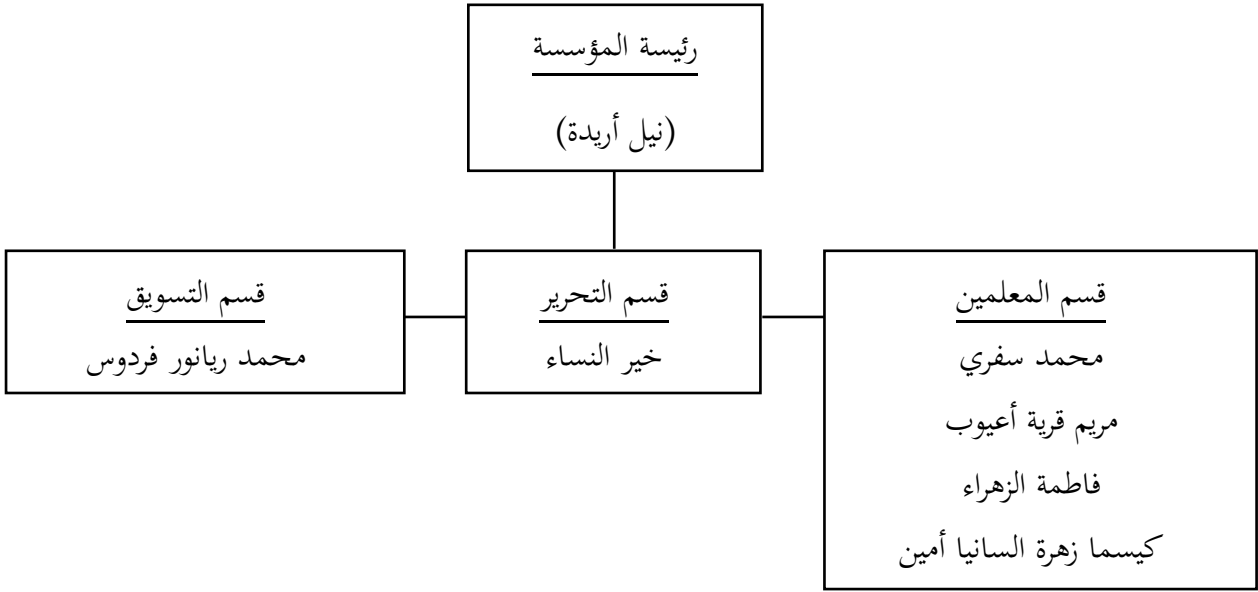 رئيسة المؤسسة
(نيل أريدة)
قسم المعلمين
محمد سفري
مريم قرية أعيوب
فاطمة الزهراء
كيسما زهرة السانيا أمين
قسم التحرير
خير النساء
قسم التسويق
محمد ريانور فردوس